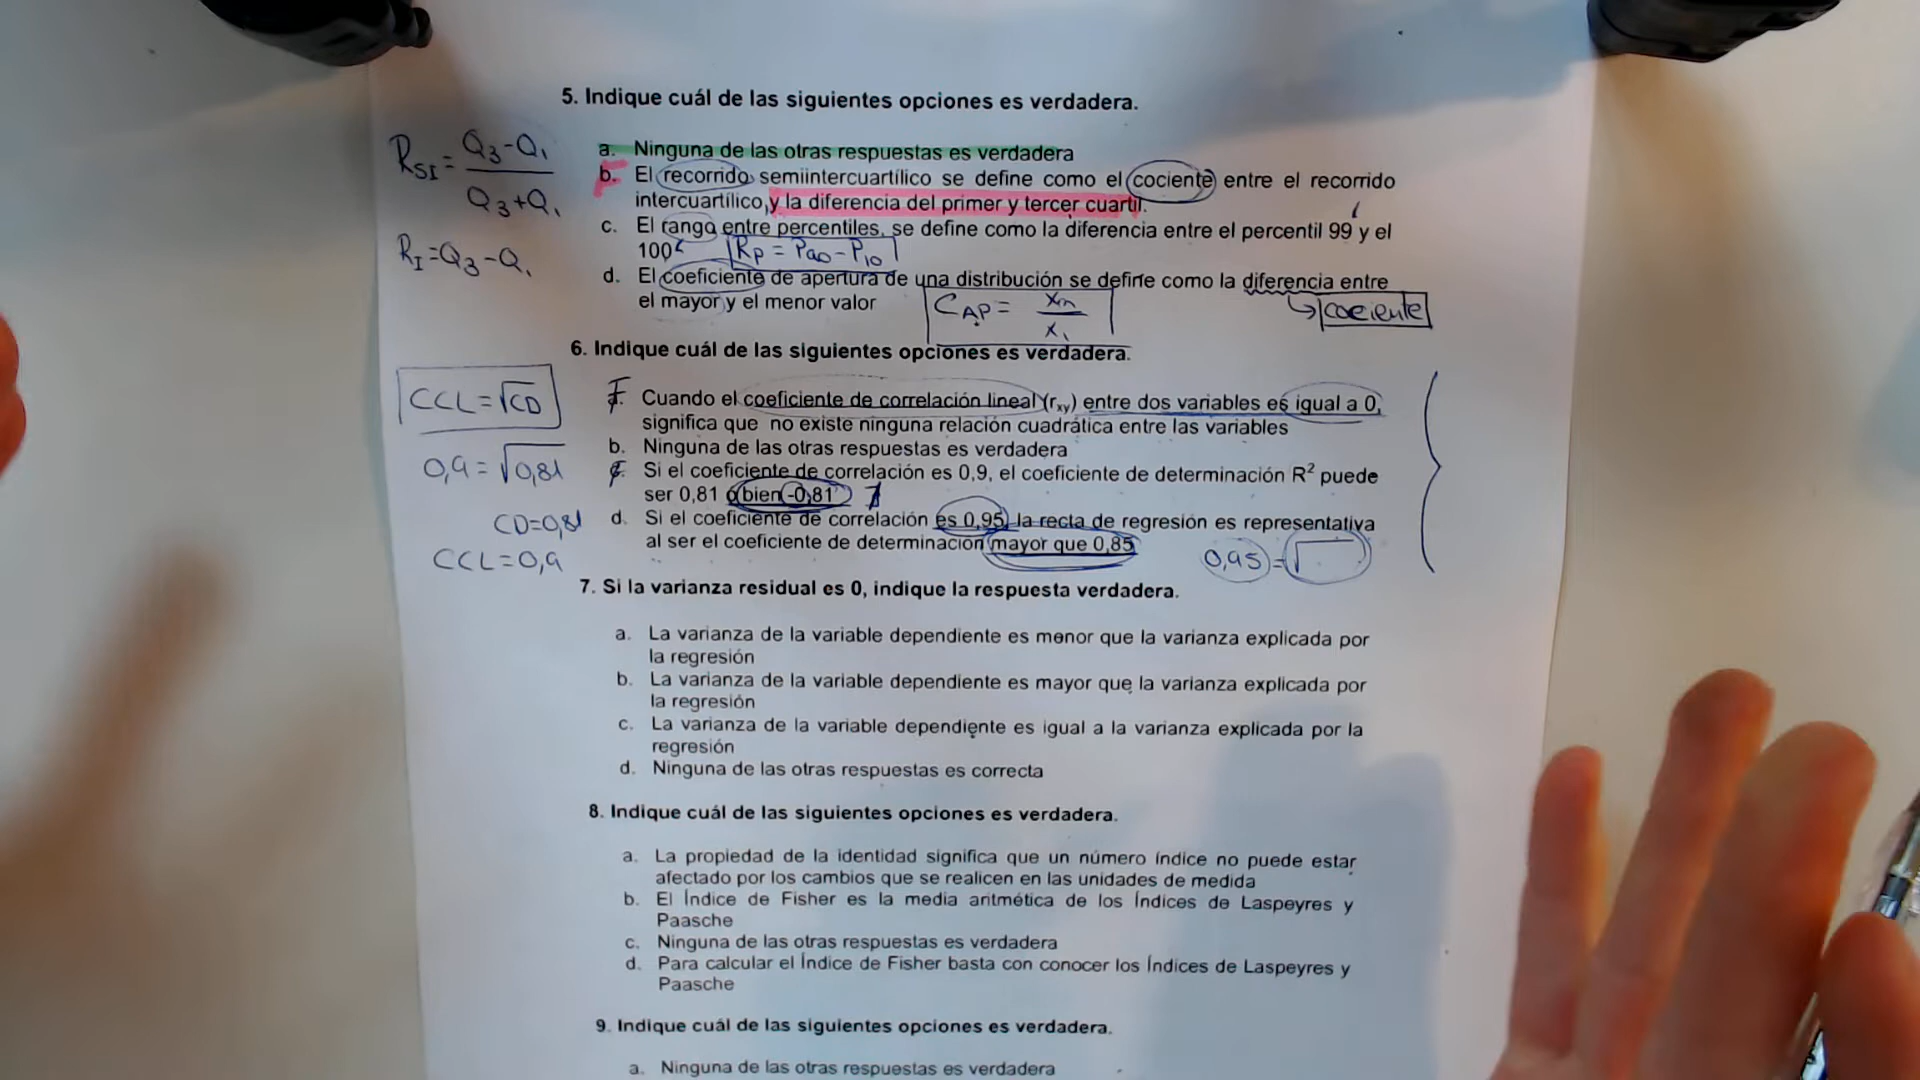 5. Indique cuál de las siguientes opciones es verdadera.
a. Ninguna de las otras respuestas es verdadera
b. El recorrido semiintercuartílico se define como el cociente entre el recorrido
intercuartílico, y la diferencia del primer y tercer cuartil.
c. El rango entre percentiles, se define como la diferencia entre el percentil 99 y el
100
d. El coeficiente de apertura de una distribución se define como la diferencia entre
el mayor y el menor valor
F
R_SI = (Q3-Q1)/(Q3+Q1)
R_I = Q3-Q1
R_P = P90-P10
C_AP = xn/x1
cociente
6. Indique cuál de las siguientes opciones es verdadera.
F. Cuando el coeficiente de correlación lineal (rxy) entre dos variables es igual a 0,
significa que no existe ninguna relación cuadrática entre las variables
b. Ninguna de las otras respuestas es verdadera
Si el coeficiente de correlación es 0,9, el coeficiente de determinación R² puede
ser 0,81 o bien -0,81
d. Si el coeficiente de correlación es 0,95, la recta de regresión es representativa
al ser el coeficiente de determinación mayor que 0,85
CCL = √CD
0,9 = √0,81
CD = 0,81
CCL = 0,9
0,95 = √
7. Si la varianza residual es 0, indique la respuesta verdadera.
a. La varianza de la variable dependiente es menor que la varianza explicada por
la regresión
b. La varianza de la variable dependiente es mayor que la varianza explicada por
la regresión
c. La varianza de la variable dependiente es igual a la varianza explicada por la
regresión
d. Ninguna de las otras respuestas es correcta
8. Indique cuál de las siguientes opciones es verdadera.
a. La propiedad de la identidad significa que un número índice no puede estar
afectado por los cambios que se realicen en las unidades de medida
b. El Índice de Fisher es la media aritmética de los Índices de Laspeyres y
Paasche
c. Ninguna de las otras respuestas es verdadera
d. Para calcular el Índice de Fisher basta con conocer los Índices de Laspeyres y
Paasche
9. Indique cuál de las siguientes opciones es verdadera.
a. Ninguna de las otras respuestas es verdadera